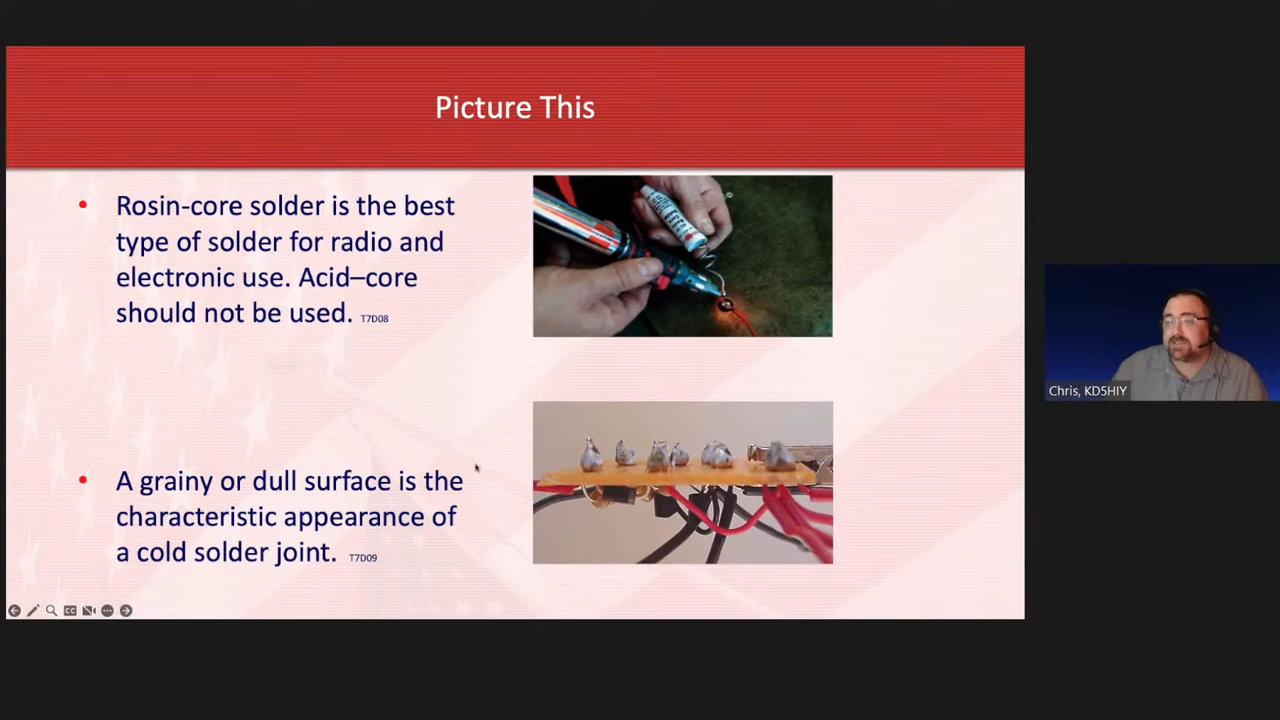 Picture This
• Rosin-core solder is the best
type of solder for radio and
electronic use. Acid–core
should not be used. T7D08
• A grainy or dull surface is the
characteristic appearance of
a cold solder joint. T7D09
Chris, KD5HIY
CC